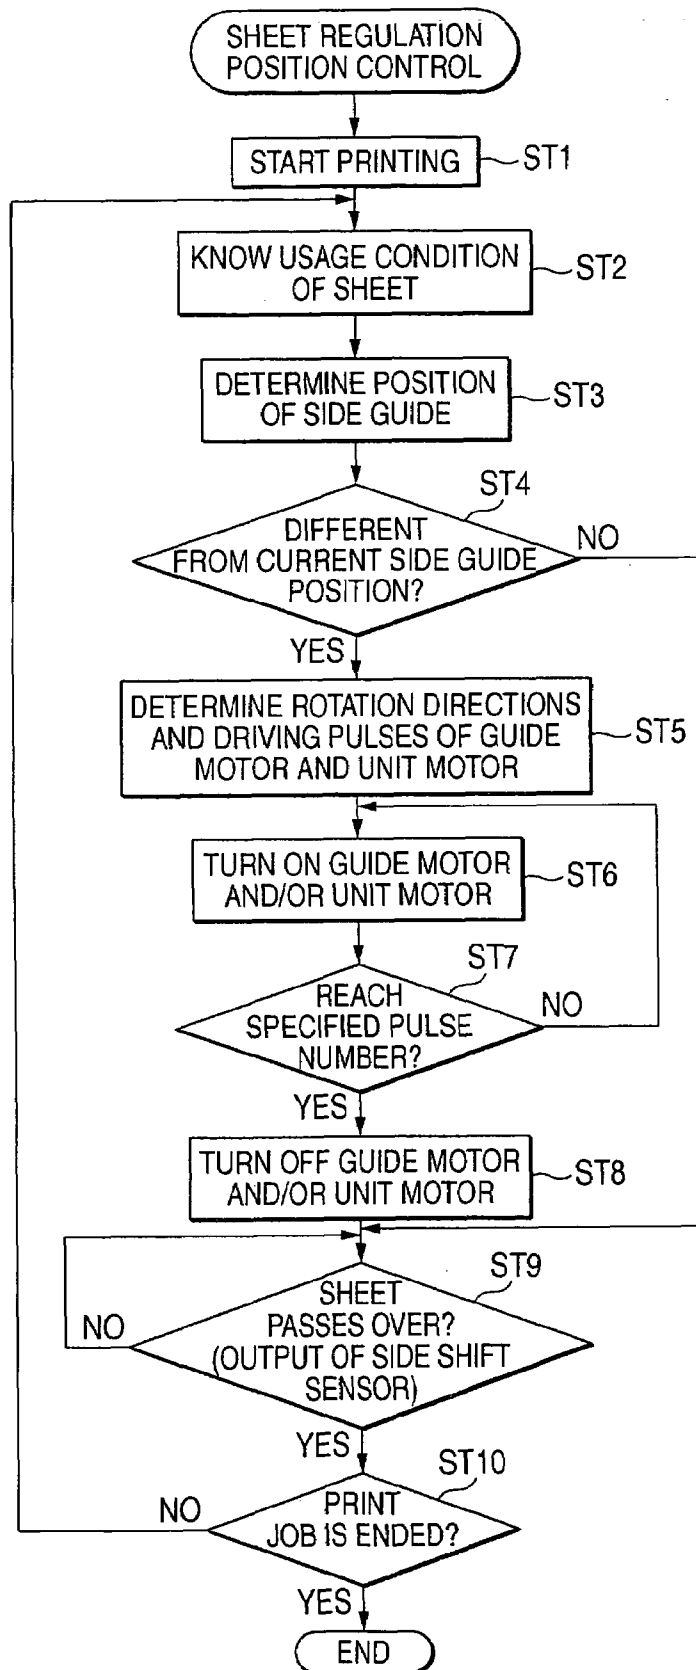 SHEET REGULATION
POSITION CONTROL
START PRINTING
ST1
KNOW USAGE CONDITION
OF SHEET
ST2
DETERMINE POSITION
OF SIDE GUIDE
ST3
ST4
DIFFERENT
FROM CURRENT SIDE GUIDE
POSITION?
NO
YES
DETERMINE ROTATION DIRECTIONS
AND DRIVING PULSES OF GUIDE
MOTOR AND UNIT MOTOR
ST5
TURN ON GUIDE MOTOR
AND/OR UNIT MOTOR
ST6
ST7
REACH
SPECIFIED PULSE
NUMBER?
NO
YES
TURN OFF GUIDE MOTOR
AND/OR UNIT MOTOR
ST8
ST9
SHEET
PASSES OVER?
(OUTPUT OF SIDE SHIFT
SENSOR)
NO
YES
ST10
PRINT
JOB IS ENDED?
NO
YES
END